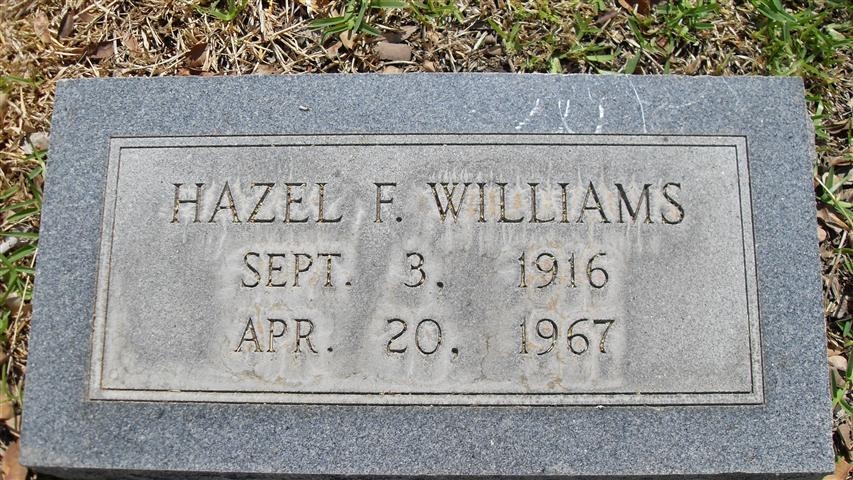 HAZEL F. WILLIAMS
SEPT. 3, 1916
APR. 20, 1967